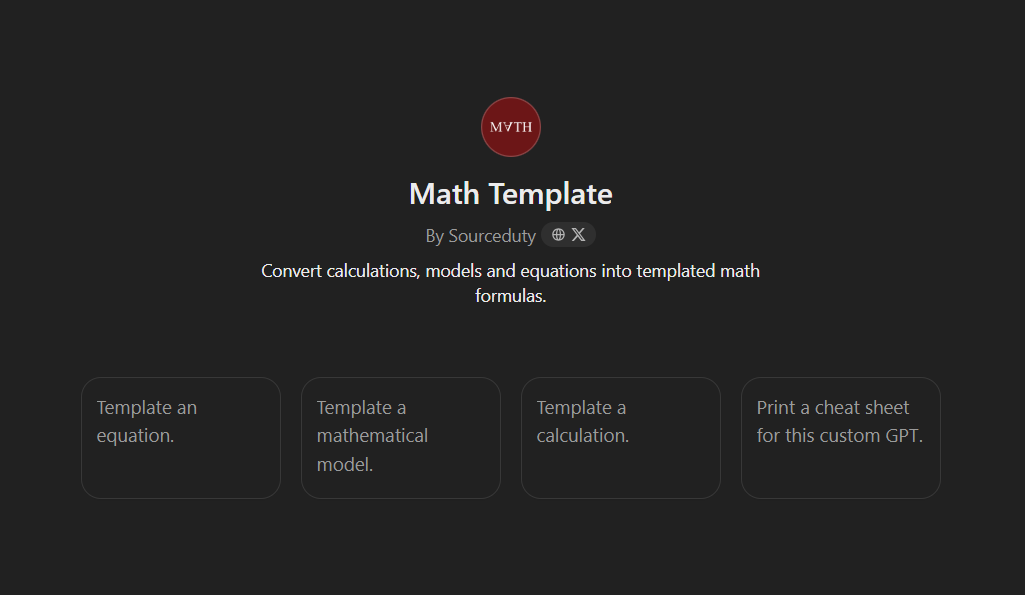 M∀TH
Math Template
By Sourceduty
Convert calculations, models and equations into templated math
formulas.
Template an
equation.
Template a
mathematical
model.
Template a
calculation.
Print a cheat sheet
for this custom GPT.